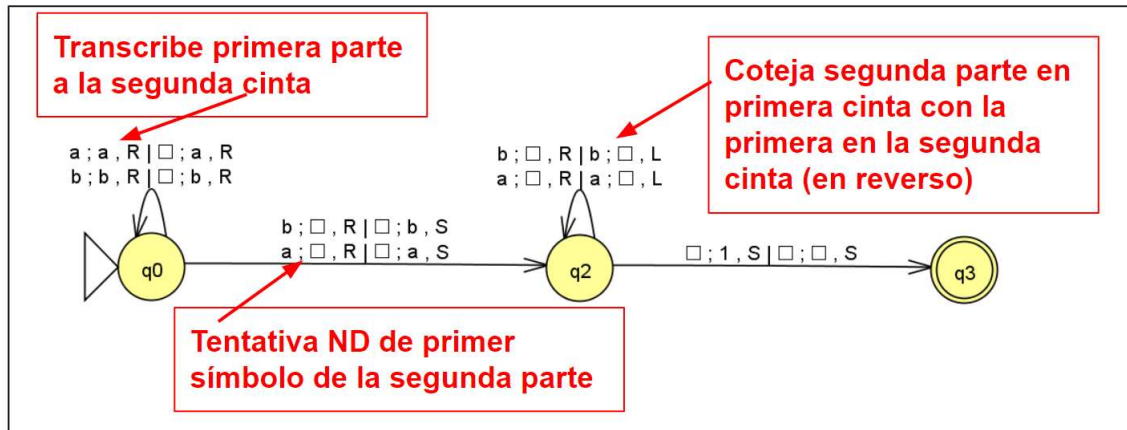 Transcribe primera parte
a la segunda cinta
Coteja segunda parte en
primera cinta con la
primera en la segunda
cinta (en reverso)
a ; a , R | □ ; a , R
b ; b , R | □ ; b , R
b ; □ , R | b ; □ , L
a ; □ , R | a ; □ , L
b ; □ , R | □ ; b , S
a ; □ , R | □ ; a , S
□ ; 1 , S | □ ; □ , S
q0
q2
q3
Tentativa ND de primer
símbolo de la segunda parte